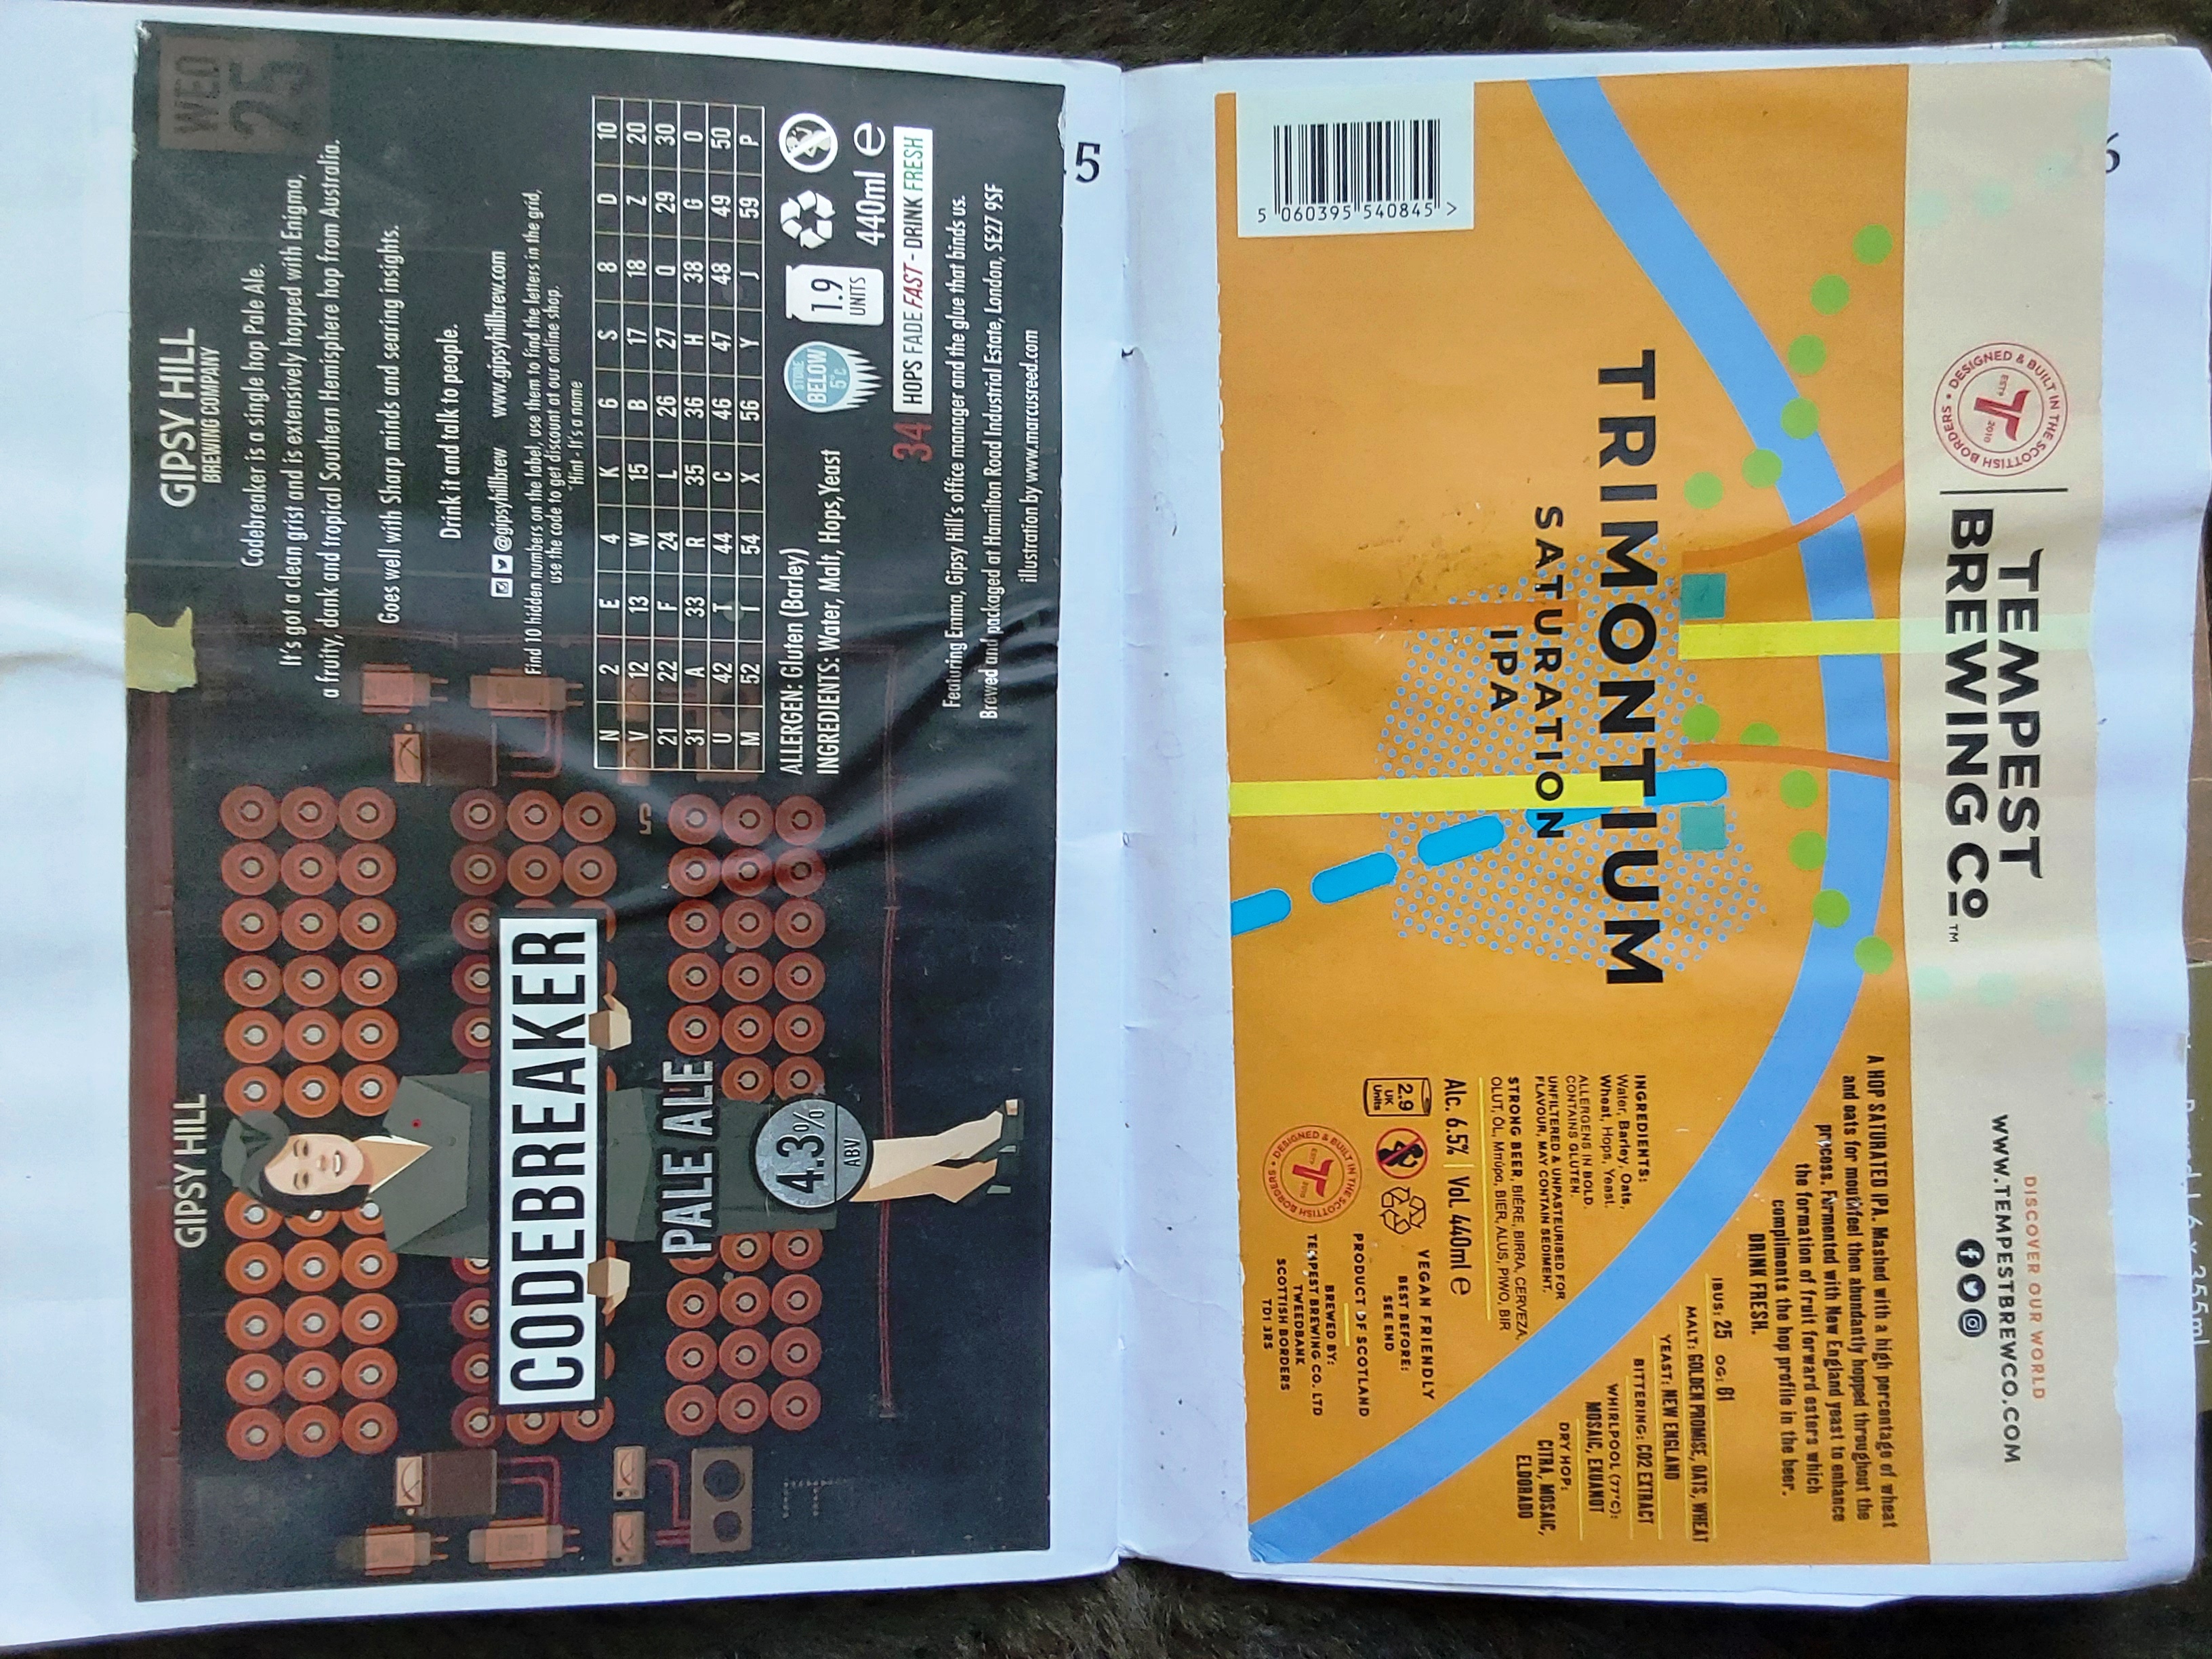 GIPSY HILL
CODEBREAKER
PALE ALE
4.3%
ABV
5
GIPSY HILL
BREWING COMPANY
WED
25
Codebreaker is a single hop Pale Ale.
It's got a clean grist and is extensively hopped with Enigma,
a fruity, dank and tropical Southern Hemisphere hop from Australia.
Goes well with Sharp minds and searing insights.
Drink it and talk to people.
@gipsyhillbrew www.gipsyhillbrew.com
Find 10 hidden numbers on the label, use them to find the letters in the grid,
use the code to get discount at our online shop.
*Hint - It's a name
N 2 E 4 K 6 S 8 D 10
V 12 13 W 15 B 17 18 Z 20
21 22 F 24 L 26 27 Q 29 30
31 A 33 R 35 36 H 38 G O
U 42 T 44 C 46 47 48 49 50
M 52 I 54 X 56 Y J 59 P
ALLERGEN: Gluten (Barley)
INGREDIENTS: Water, Malt, Hops,Yeast
STORE
BELOW
5°c
1.9
UNITS
440ml e
34
HOPS FADE FAST - DRINK FRESH
Featuring Emma, Gipsy Hill's office manager and the glue that binds us.
Brewed and packaged at Hamilton Road Industrial Estate, London, SE27 9SF
illustration by www.marcusreed.com
5
DESIGNED & BUILT IN THE SCOTTISH BORDERS
ESTD 2010
TEMPEST
BREWING Cº™
DISCOVER OUR WORLD
WWW.TEMPESTBREWCO.COM
TRIMONTIUM
SATURATION
IPA
5 060395 540845 >
A HOP SATURATED IPA. Mashed with a high percentage of wheat
and oats for mouthfeel then abundantly hopped throughout the
process. Fermented with New England yeast to enhance
the formation of fruit forward esters which
compliments the hop profile in the beer.
DRINK FRESH.
IBUS: 25 OG: 61
MALT: GOLDEN PROMISE, OATS, WHEAT
YEAST: NEW ENGLAND
BITTERING: CO2 EXTRACT
WHIRLPOOL (77°C):
MOSAIC, EKUANOT
DRY HOP:
CITRA, MOSAIC,
ELDORADO
INGREDIENTS:
Water, Barley, Oats,
Wheat, Hops, Yeast.
ALLERGENS IN BOLD.
CONTAINS GLUTEN.
UNFILTERED & UNPASTEURISED FOR
FLAVOUR, MAY CONTAIN SEDIMENT.
STRONG BEER, BIÈRE, BIRRA, CERVEZA,
OLUT, ÖL, Μπύρα, BIER, ALUS, PIVO, BIR
Alc. 6.5% | Vol 440ml e
2.9
UK
Units
VEGAN FRIENDLY
BEST BEFORE:
SEE END
PRODUCT OF SCOTLAND
BREWED BY:
TEMPEST BREWING CO. LTD
TWEEDBANK
SCOTTISH BORDERS
TD1 3RS
DESIGNED & BUILT IN THE SCOTTISH BORDERS
6
x 355ml